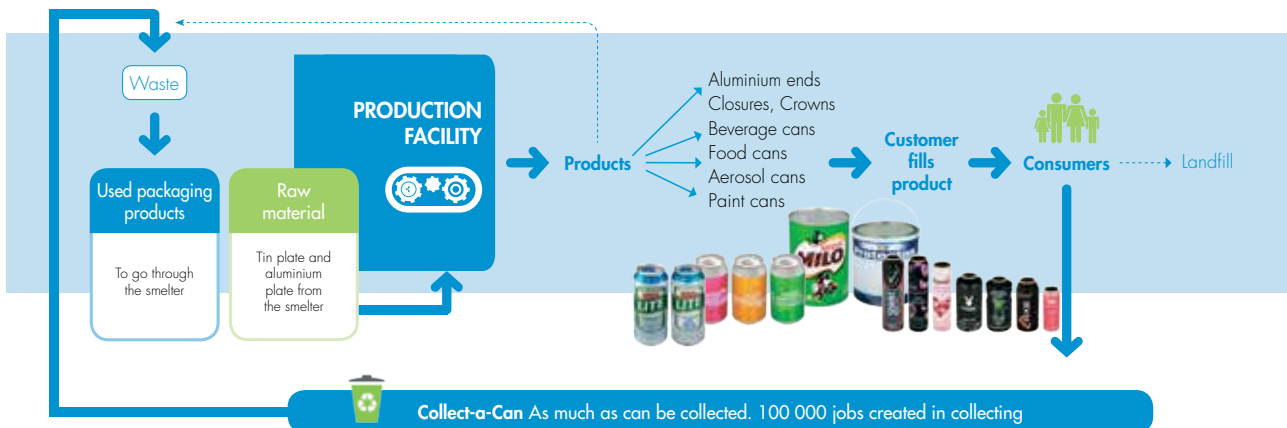 Waste
Used packaging
products
To go through
the smelter
Raw
material
Tin plate and
aluminium
plate from
the smelter
PRODUCTION
FACILITY
Products
Aluminium ends
Closures, Crowns
Beverage cans
Food cans
Aerosol cans
Paint cans
Customer
fills
product
Consumers
Landfill
LITE
LITE
MILO
Collect-a-Can As much as can be collected. 100 000 jobs created in collecting